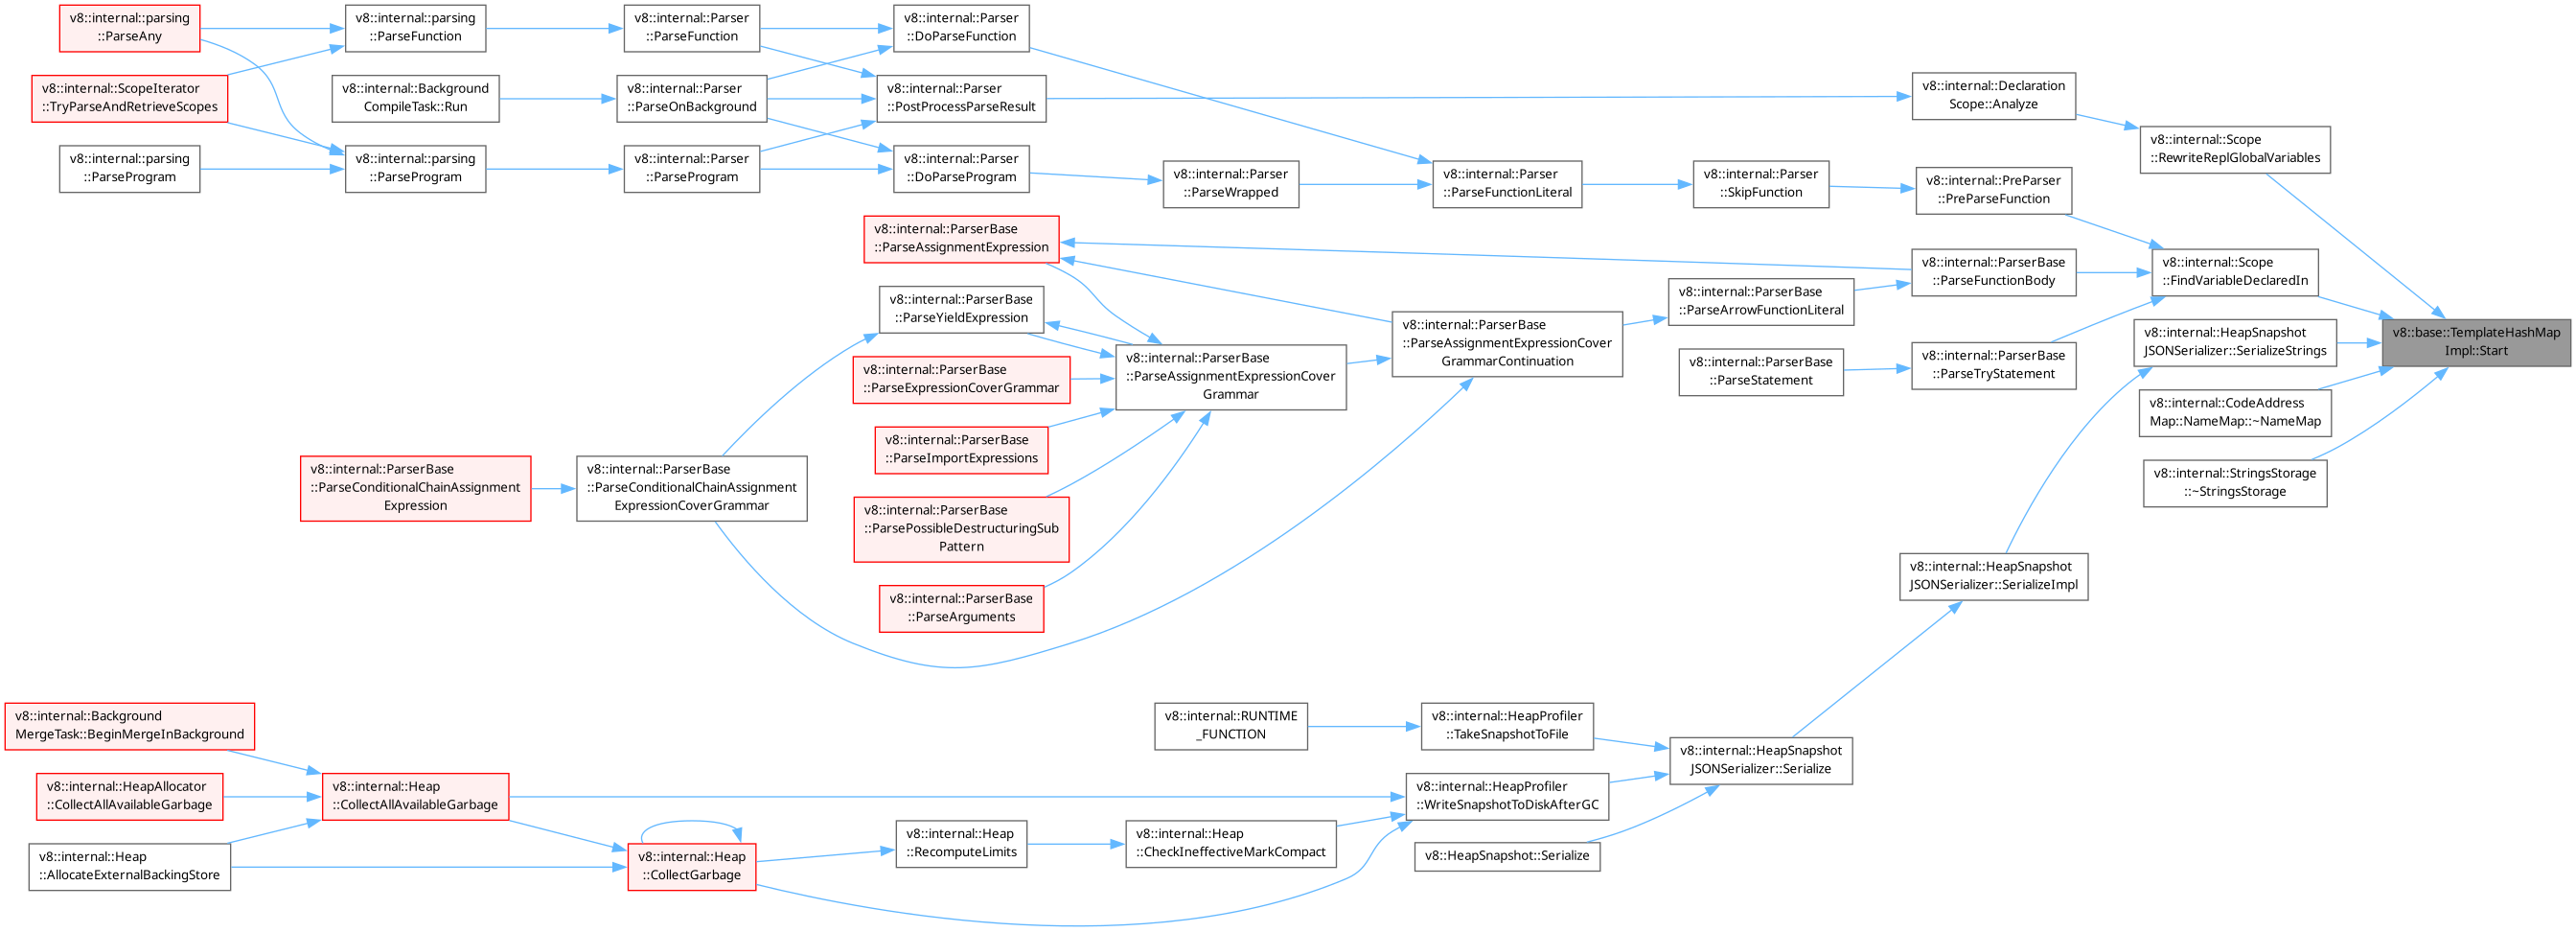 v8::internal::parsing
::ParseAny
v8::internal::parsing
::ParseFunction
v8::internal::Parser
::ParseFunction
v8::internal::Parser
::DoParseFunction
v8::internal::ScopeIterator
::TryParseAndRetrieveScopes
v8::internal::Background
CompileTask::Run
v8::internal::Parser
::ParseOnBackground
v8::internal::Parser
::PostProcessParseResult
v8::internal::Declaration
Scope::Analyze
v8::internal::parsing
::ParseProgram
v8::internal::parsing
::ParseProgram
v8::internal::Parser
::ParseProgram
v8::internal::Parser
::DoParseProgram
v8::internal::Parser
::ParseWrapped
v8::internal::Parser
::ParseFunctionLiteral
v8::internal::Parser
::SkipFunction
v8::internal::PreParser
::PreParseFunction
v8::internal::Scope
::RewriteReplGlobalVariables
v8::internal::ParserBase
::ParseAssignmentExpression
v8::internal::ParserBase
::ParseFunctionBody
v8::internal::Scope
::FindVariableDeclaredIn
v8::internal::ParserBase
::ParseYieldExpression
v8::internal::ParserBase
::ParseArrowFunctionLiteral
v8::internal::ParserBase
::ParseAssignmentExpressionCover
GrammarContinuation
v8::internal::HeapSnapshot
JSONSerializer::SerializeStrings
v8::base::TemplateHashMap
Impl::Start
v8::internal::ParserBase
::ParseExpressionCoverGrammar
v8::internal::ParserBase
::ParseAssignmentExpressionCover
Grammar
v8::internal::ParserBase
::ParseStatement
v8::internal::ParserBase
::ParseTryStatement
v8::internal::CodeAddress
Map::NameMap::~NameMap
v8::internal::ParserBase
::ParseImportExpressions
v8::internal::StringsStorage
::~StringsStorage
v8::internal::ParserBase
::ParseConditionalChainAssignment
Expression
v8::internal::ParserBase
::ParseConditionalChainAssignment
ExpressionCoverGrammar
v8::internal::ParserBase
::ParsePossibleDestructuringSub
Pattern
v8::internal::ParserBase
::ParseArguments
v8::internal::HeapSnapshot
JSONSerializer::SerializeImpl
v8::internal::Background
MergeTask::BeginMergeInBackground
v8::internal::RUNTIME
_FUNCTION
v8::internal::HeapProfiler
::TakeSnapshotToFile
v8::internal::HeapSnapshot
JSONSerializer::Serialize
v8::internal::HeapAllocator
::CollectAllAvailableGarbage
v8::internal::Heap
::CollectAllAvailableGarbage
v8::internal::HeapProfiler
::WriteSnapshotToDiskAfterGC
v8::internal::Heap
::AllocateExternalBackingStore
v8::internal::Heap
::CollectGarbage
v8::internal::Heap
::RecomputeLimits
v8::internal::Heap
::CheckIneffectiveMarkCompact
v8::HeapSnapshot::Serialize